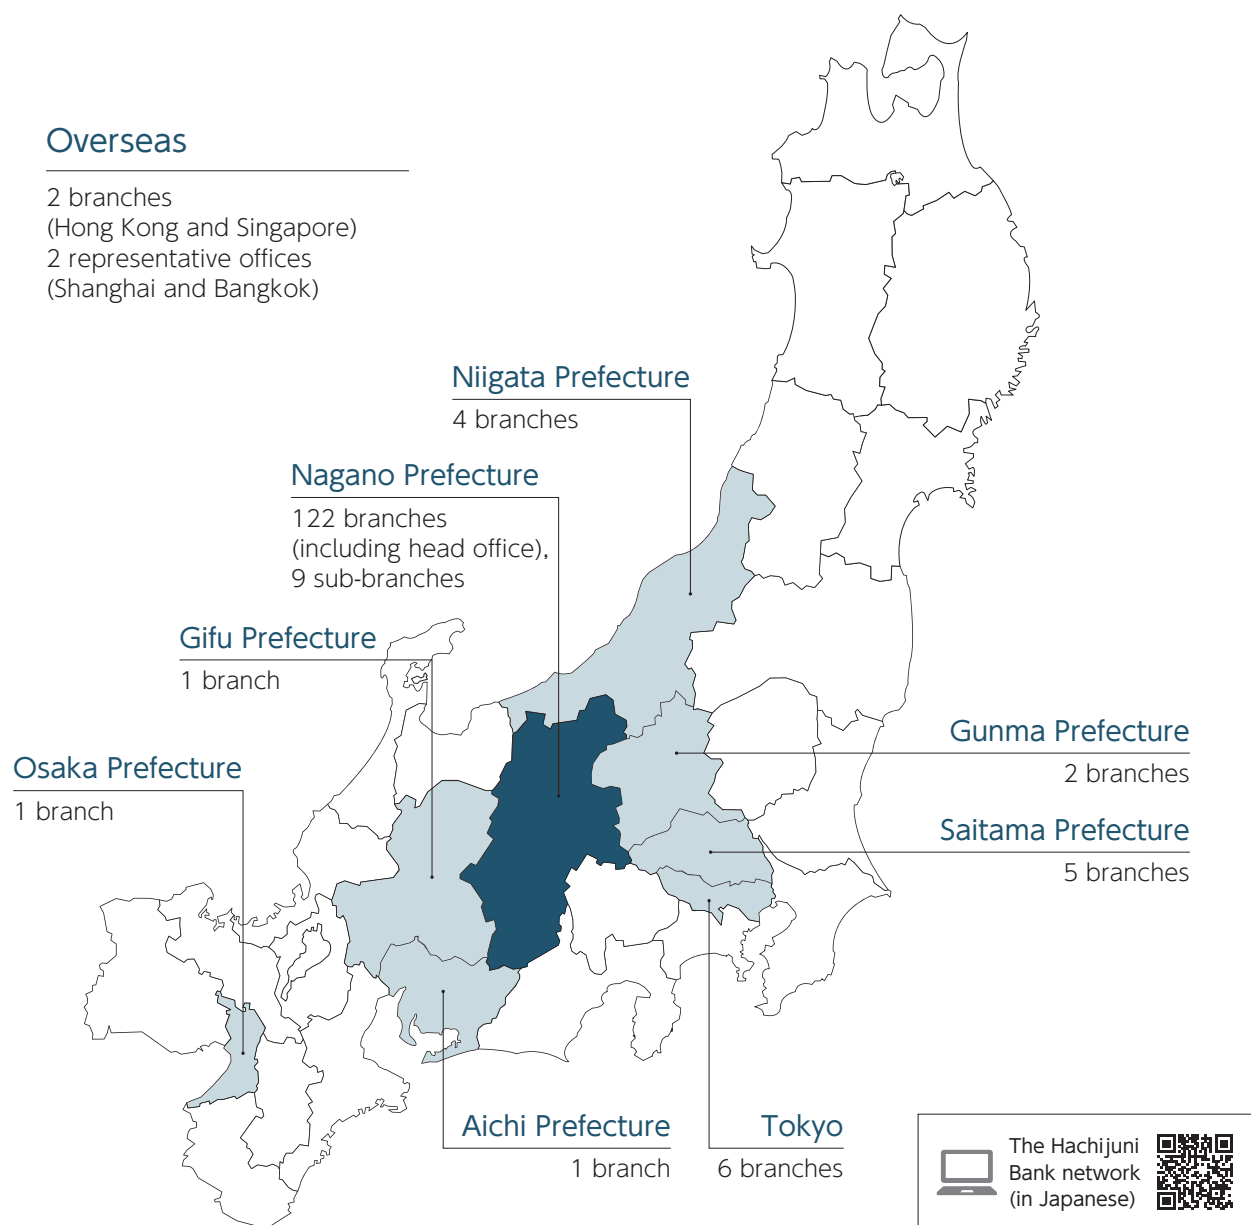 Overseas
2 branches
(Hong Kong and Singapore)
2 representative offices
(Shanghai and Bangkok)
Niigata Prefecture
4 branches
Nagano Prefecture
122 branches
(including head office),
9 sub-branches
Gifu Prefecture
1 branch
Gunma Prefecture
2 branches
Osaka Prefecture
1 branch
Saitama Prefecture
5 branches
Aichi Prefecture
1 branch
Tokyo
6 branches
The Hachijuni
Bank network
(in Japanese)